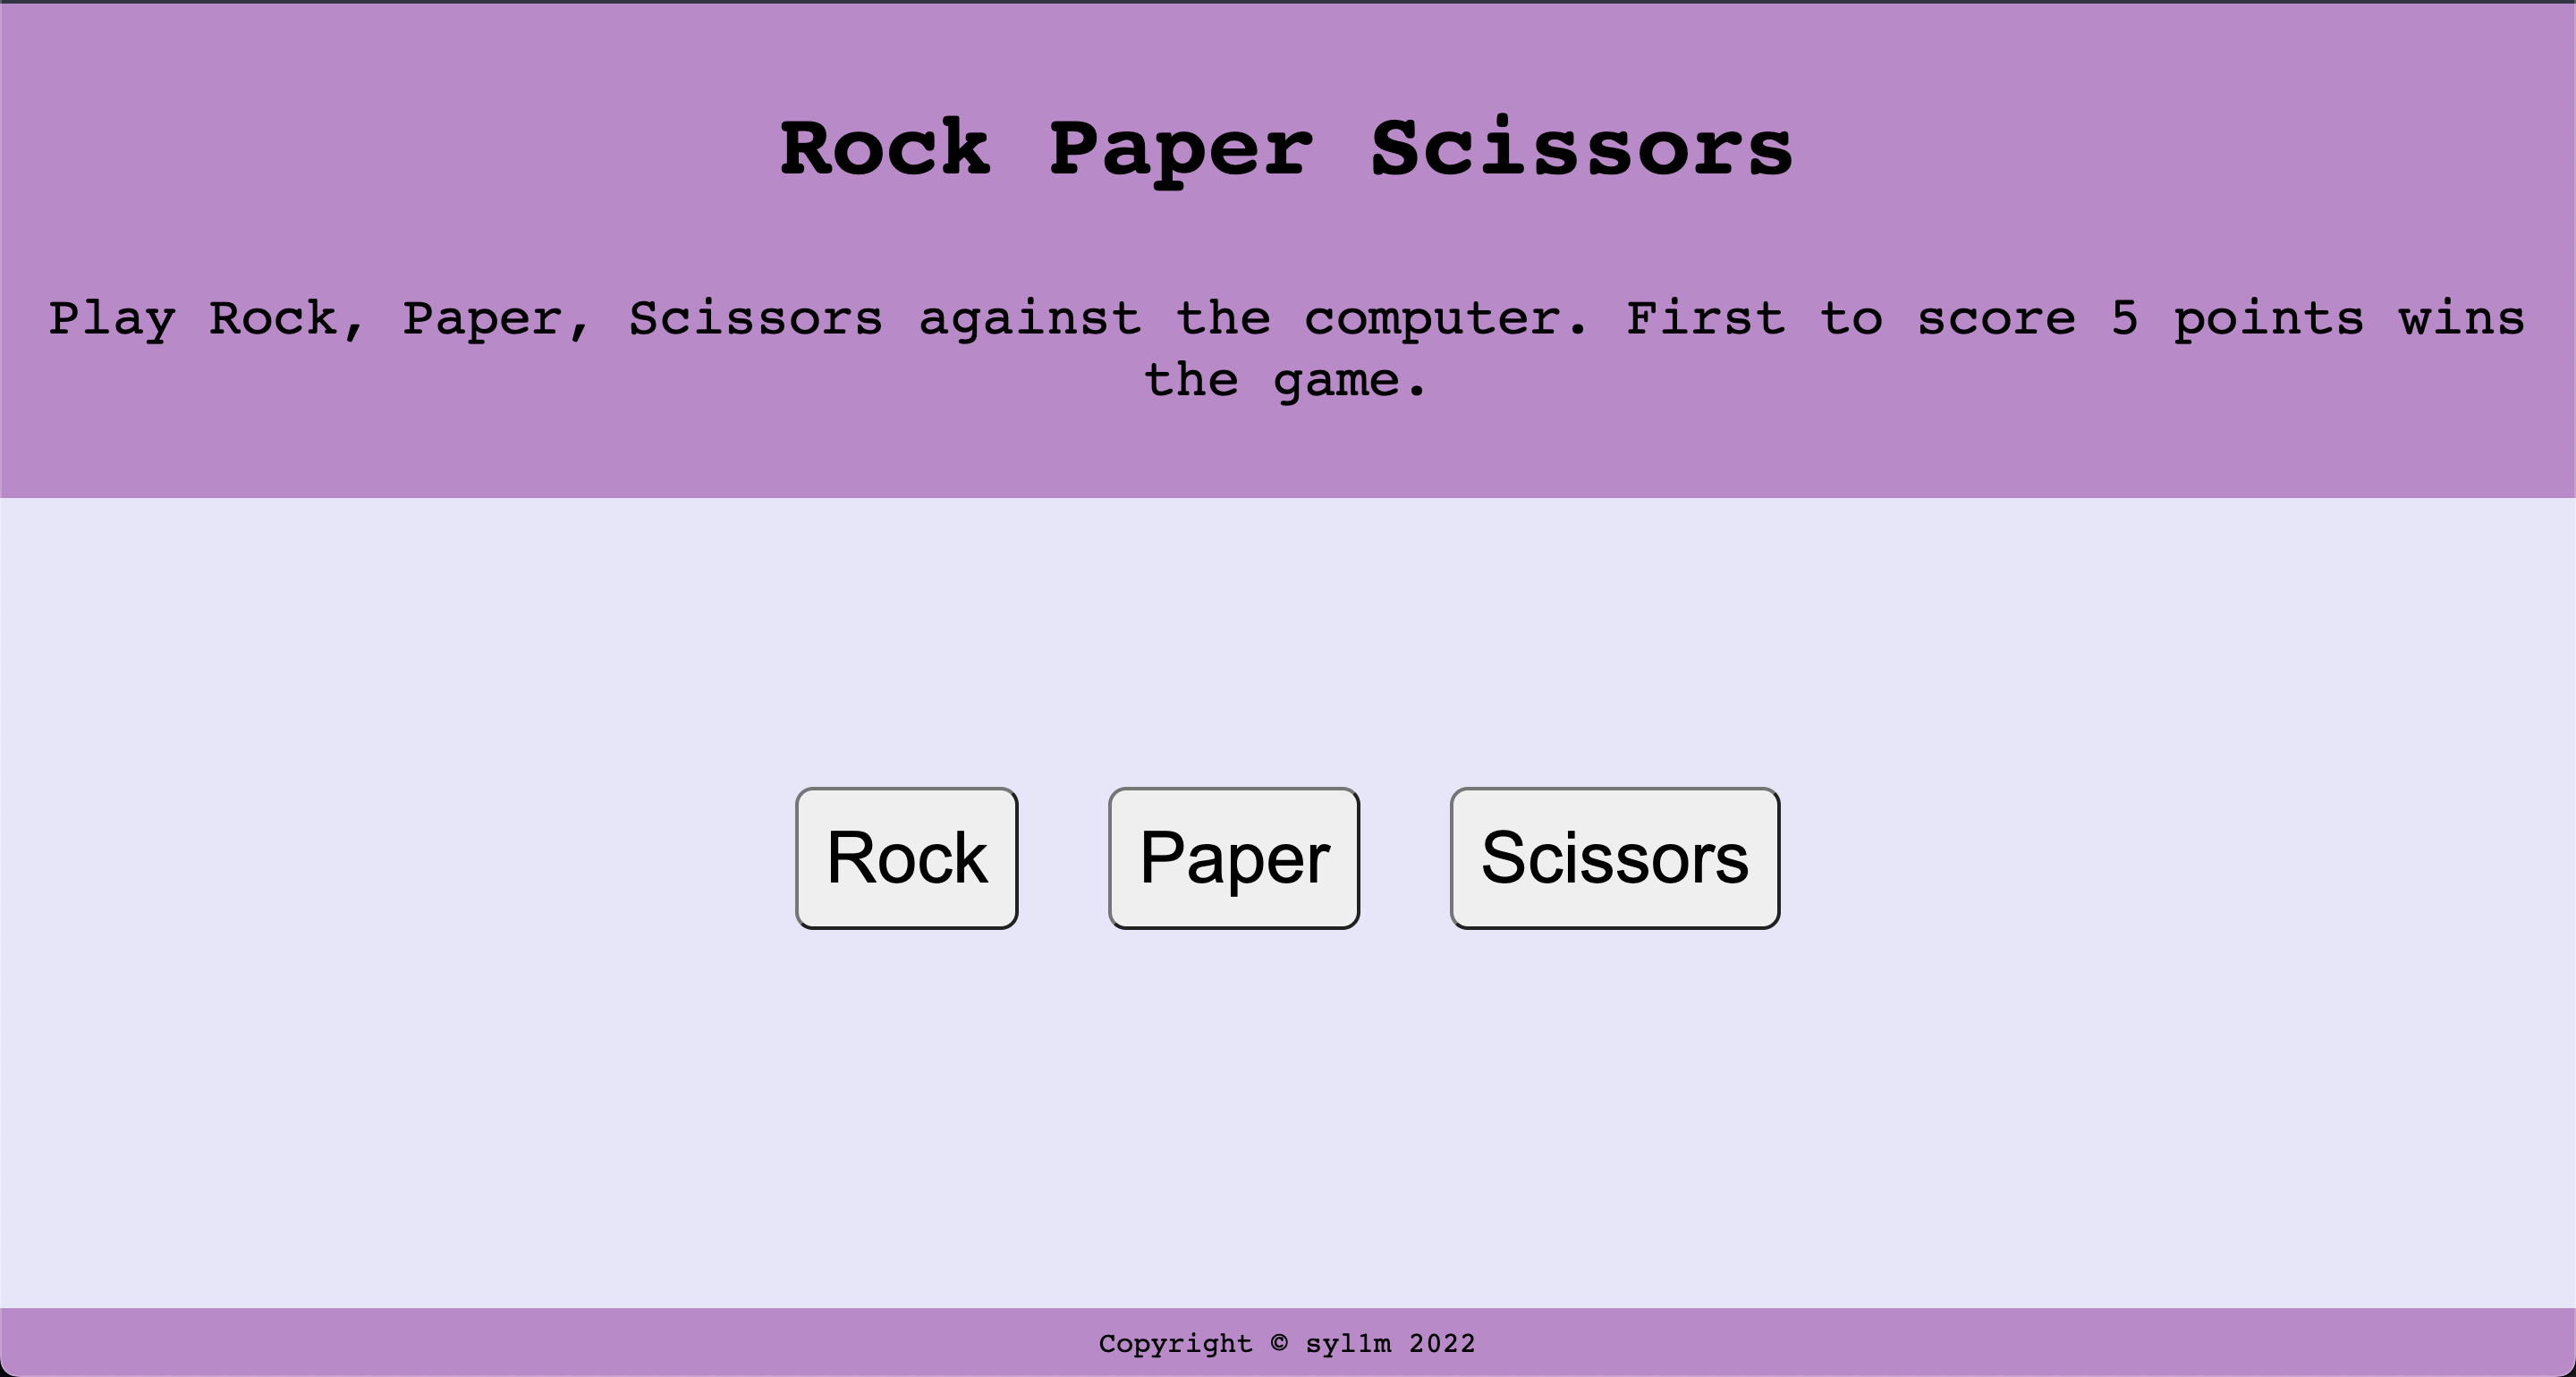 Rock Paper Scissors
Play Rock, Paper, Scissors against the computer. First to score 5 points wins
the game.
Rock
Paper
Scissors
Copyright © syl1m 2022